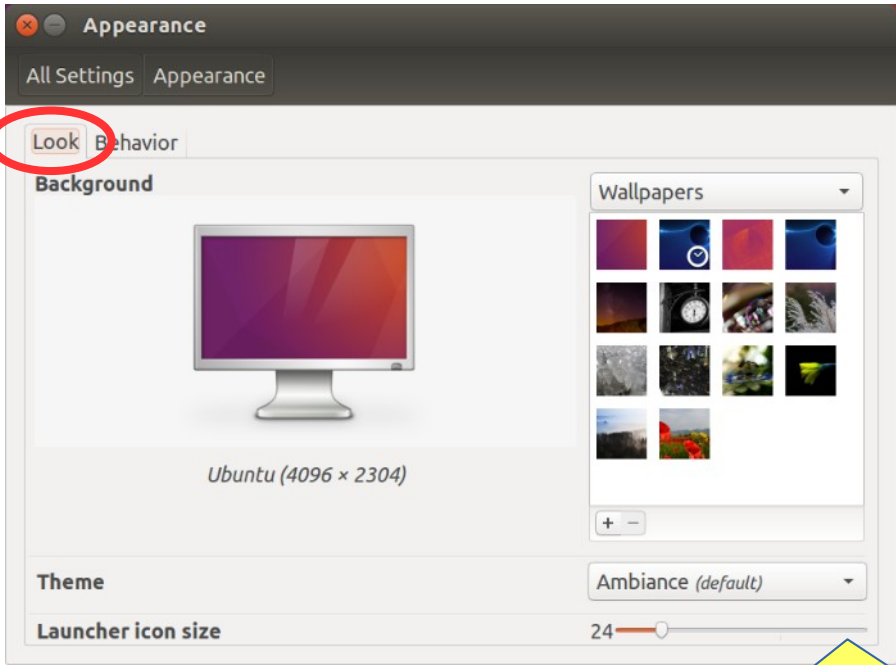 Appearance
All Settings Appearance
Look Behavior
Background
Wallpapers
Ubuntu (4096 × 2304)
+ −
Theme
Ambiance (default)
Launcher icon size
24